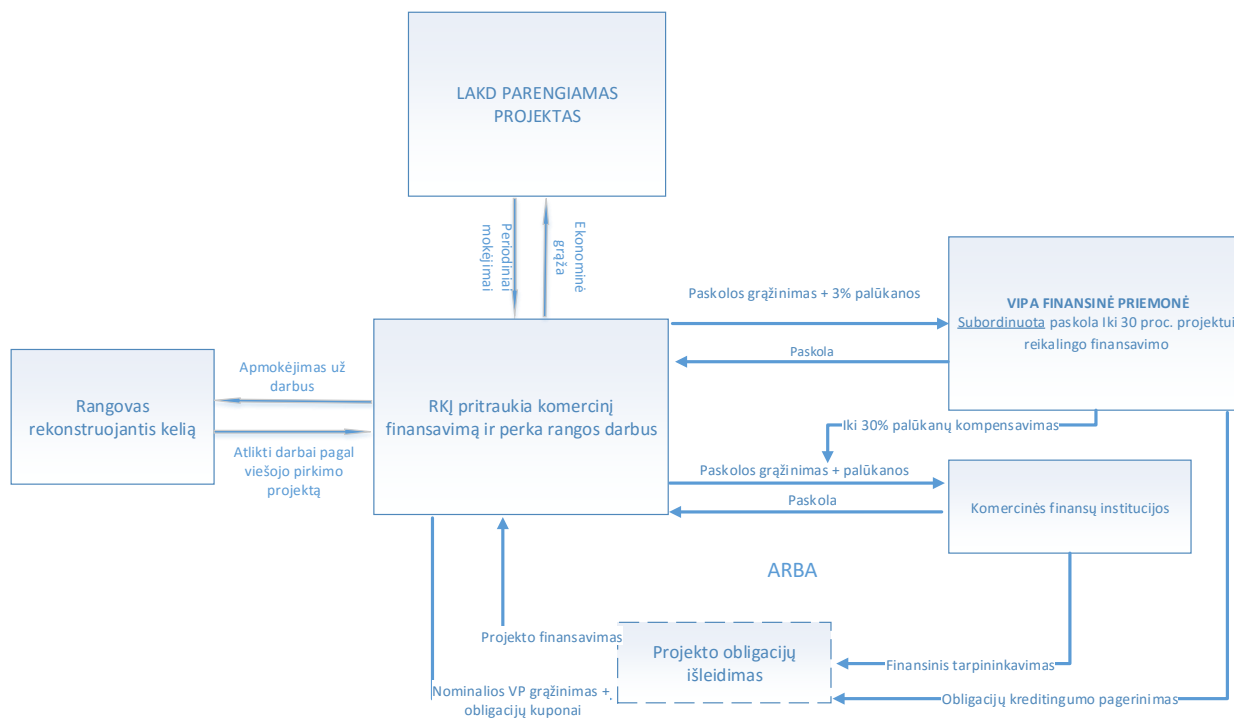 LAKD PARENGIAMAS
PROJEKTAS
Periodiniai
mokėjimai
Ekonominė
grąža
Paskolos grąžinimas + 3% palūkanos
VIPA FINANSINĖ PRIEMONĖ
Subordinuota paskola Iki 30 proc. projektui
reikalingo finansavimo
Paskola
Apmokėjimas už
darbus
Rangovas
rekonstruojantis kelią
RKĮ pritraukia komercinį
finansavimą ir perka rangos darbus
Atlikti darbai pagal
viešojo pirkimo
projektą
Iki 30% palūkanų kompensavimas
Paskolos grąžinimas + palūkanos
Paskola
Komercinės finansų institucijos
ARBA
Projekto finansavimas
Projekto obligacijų
išleidimas
Finansinis tarpininkavimas
Nominalios VP grąžinimas +
obligacijų kuponai
Obligacijų kreditingumo pagerinimas